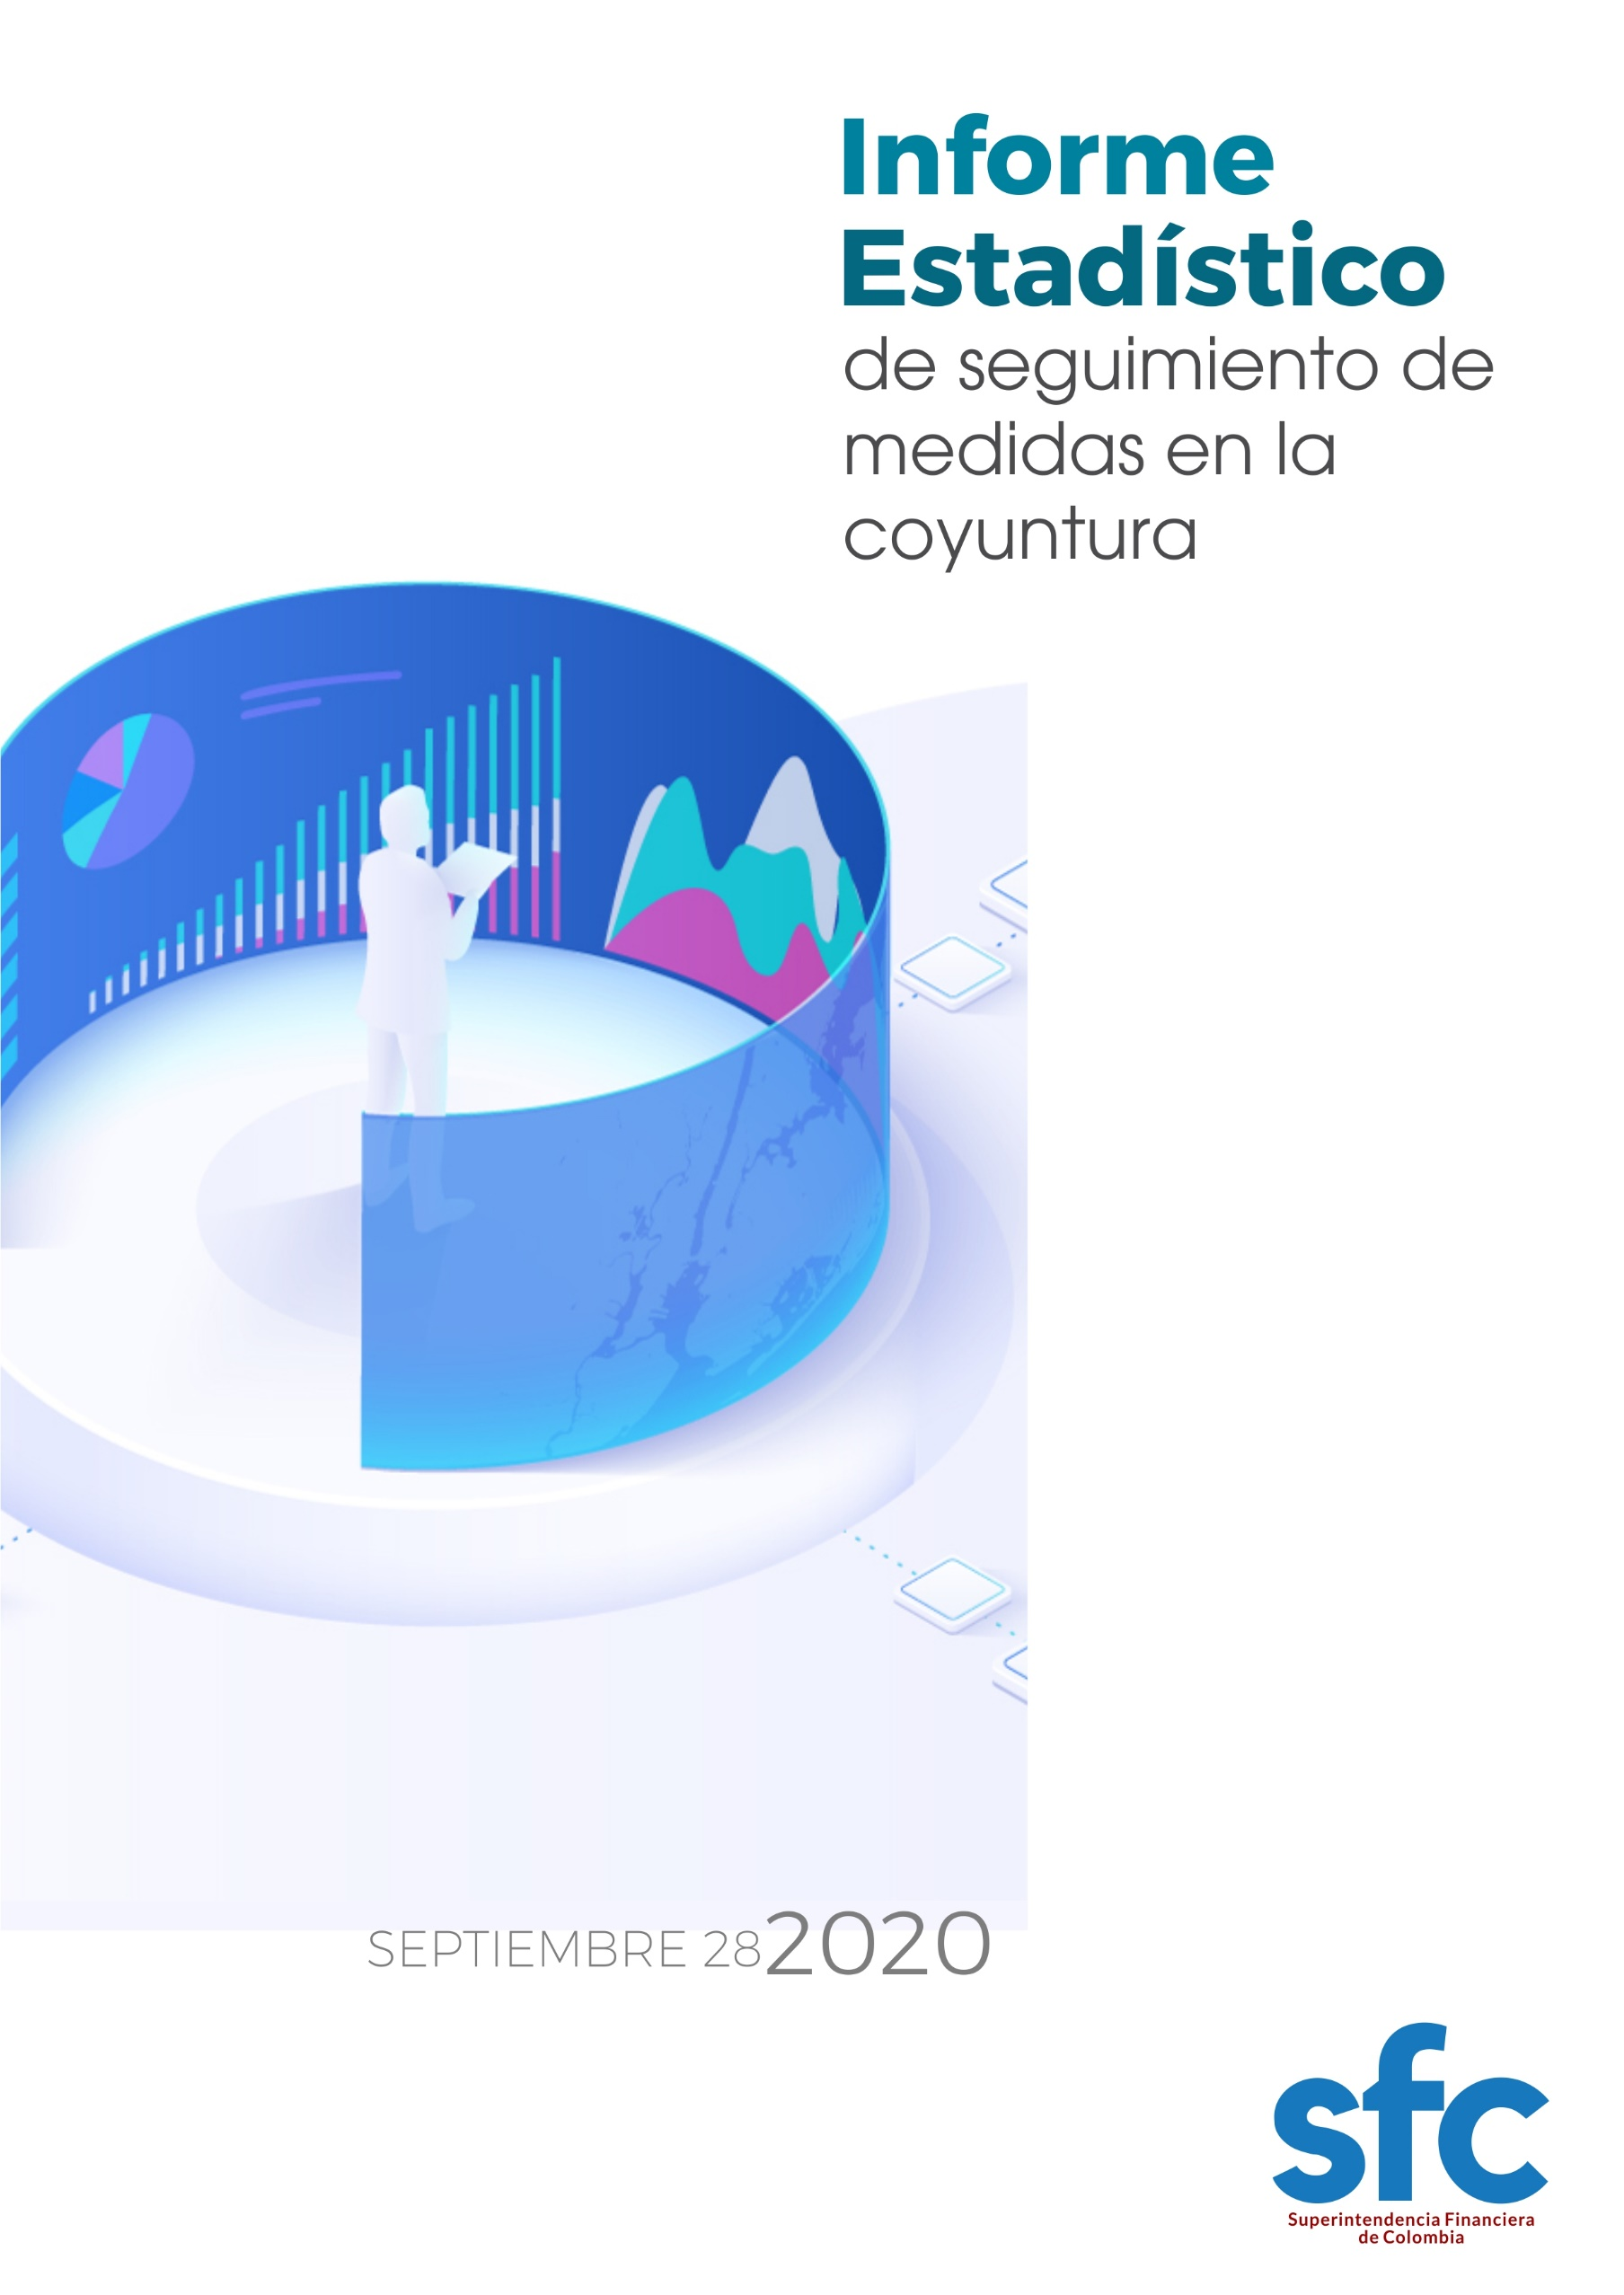 Informe
Estadístico
de seguimiento de
medidas en la
coyuntura
SEPTIEMBRE 28 2020
sfc
Superintendencia Financiera
de Colombia